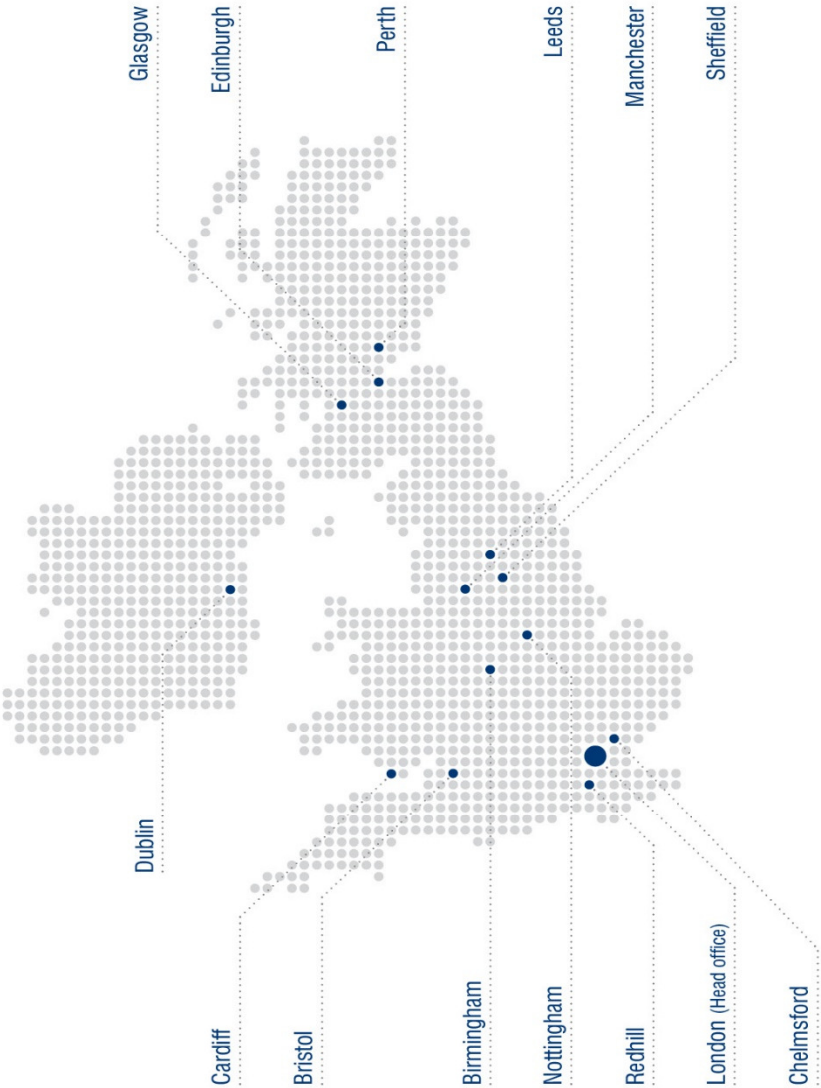 Glasgow
Edinburgh
Perth
Leeds
Manchester
Sheffield
Dublin
Cardiff
Bristol
Birmingham
Nottingham
Redhill
London (Head office)
Chelmsford